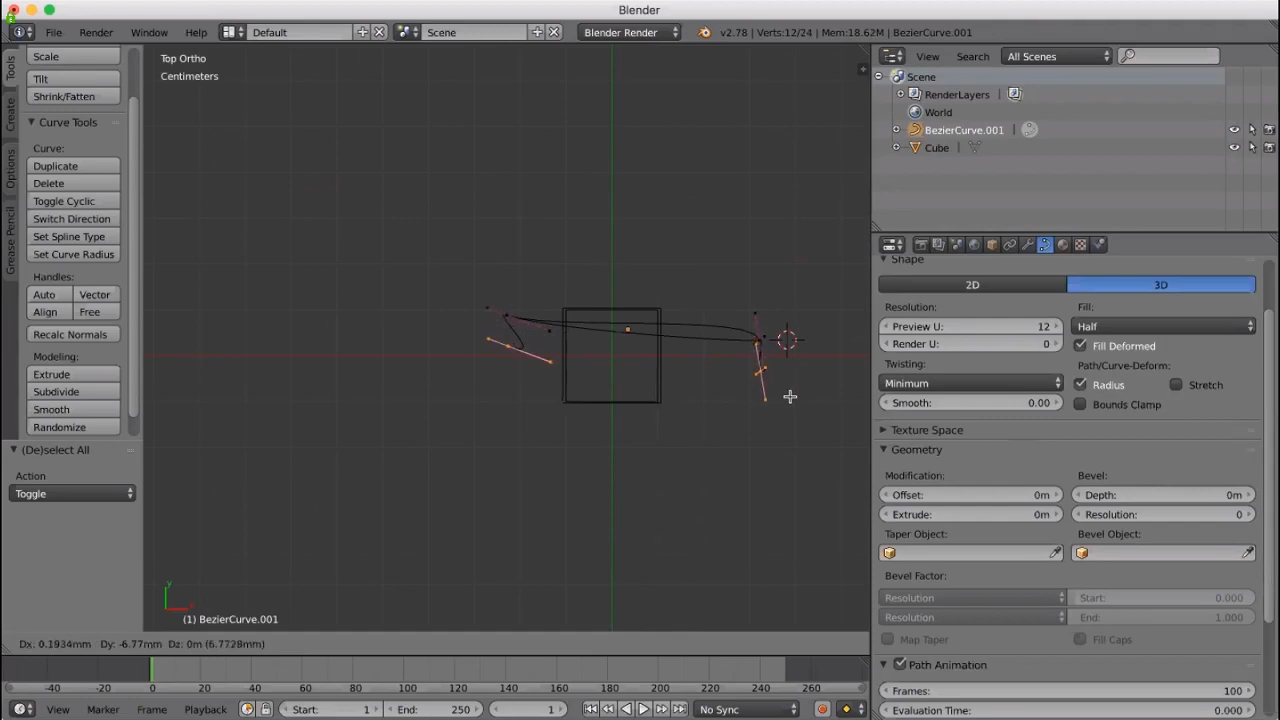 Blender
File Render Window Help Default Scene Blender Render v2.78 | Verts:12/24 | Mem:18.62M | BezierCurve.001
Tools
Create
Options
Grease Pencil
Scale
Tilt
Shrink/Fatten
Curve Tools
Curve:
Duplicate
Delete
Toggle Cyclic
Switch Direction
Set Spline Type
Set Curve Radius
Handles:
Auto Vector
Align Free
Recalc Normals
Modeling:
Extrude
Subdivide
Smooth
Randomize
(De)select All
Action
Toggle
Top Ortho
Centimeters
y
x
(1) BezierCurve.001
Dx: 0.1934mm Dy: -6.77mm Dz: 0m (6.7728mm)
View Search All Scenes
Scene
RenderLayers |
World
BezierCurve.001 |
Cube |
Shape
2D 3D
Resolution: Fill:
Preview U: 12 Half
Render U: 0 Fill Deformed
Twisting: Path/Curve-Deform:
Minimum Radius Stretch
Smooth: 0.00 Bounds Clamp
Texture Space
Geometry
Modification: Bevel:
Offset: 0m Depth: 0m
Extrude: 0m Resolution: 0
Taper Object: Bevel Object:
Bevel Factor:
Resolution Start: 0.000
Resolution End: 1.000
Map Taper Fill Caps
Path Animation
Frames: 100
Evaluation Time: 0.000
-40 -20 0 20 40 60 80 100 120 140 160 180 200 220 240 260
View Marker Frame Playback Start: 1 End: 250 1 No Sync